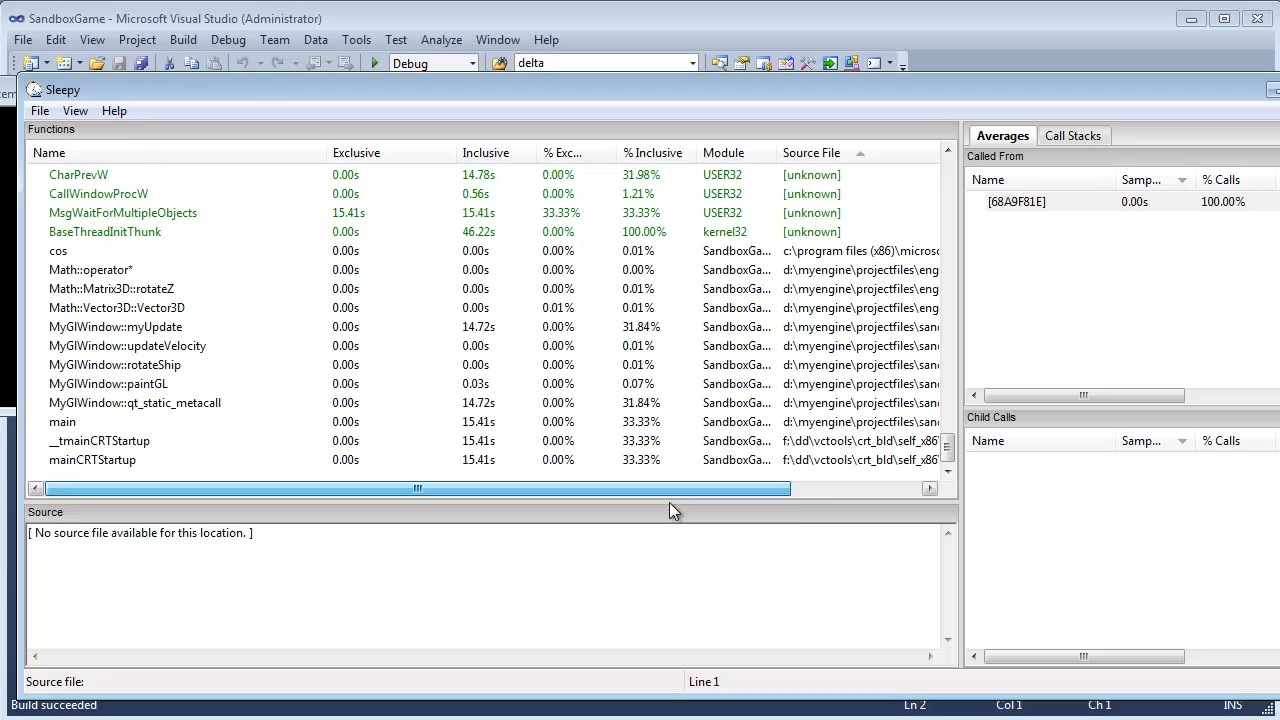 SandboxGame - Microsoft Visual Studio (Administrator)
File Edit View Project Build Debug Team Data Tools Test Analyze Window Help
Debug delta
Sleepy
File View Help
Functions
Name Exclusive Inclusive % Exc... % Inclusive Module Source File
CharPrevW 0.00s 14.78s 0.00% 31.98% USER32 [unknown]
CallWindowProcW 0.00s 0.56s 0.00% 1.21% USER32 [unknown]
MsgWaitForMultipleObjects 15.41s 15.41s 33.33% 33.33% USER32 [unknown]
BaseThreadInitThunk 0.00s 46.22s 0.00% 100.00% kernel32 [unknown]
cos 0.00s 0.00s 0.00% 0.01% SandboxGa... c:\program files (x86)\microso
Math::operator* 0.00s 0.00s 0.00% 0.00% SandboxGa... d:\myengine\projectfiles\eng
Math::Matrix3D::rotateZ 0.00s 0.00s 0.00% 0.01% SandboxGa... d:\myengine\projectfiles\eng
Math::Vector3D::Vector3D 0.00s 0.00s 0.01% 0.01% SandboxGa... d:\myengine\projectfiles\eng
MyGlWindow::myUpdate 0.00s 14.72s 0.00% 31.84% SandboxGa... d:\myengine\projectfiles\san
MyGlWindow::updateVelocity 0.00s 0.00s 0.00% 0.01% SandboxGa... d:\myengine\projectfiles\san
MyGlWindow::rotateShip 0.00s 0.00s 0.00% 0.01% SandboxGa... d:\myengine\projectfiles\san
MyGlWindow::paintGL 0.00s 0.03s 0.00% 0.07% SandboxGa... d:\myengine\projectfiles\san
MyGlWindow::qt_static_metacall 0.00s 14.72s 0.00% 31.84% SandboxGa... d:\myengine\projectfiles\san
main 0.00s 15.41s 0.00% 33.33% SandboxGa... d:\myengine\projectfiles\san
__tmainCRTStartup 0.00s 15.41s 0.00% 33.33% SandboxGa... f:\dd\vctools\crt_bld\self_x86
mainCRTStartup 0.00s 15.41s 0.00% 33.33% SandboxGa... f:\dd\vctools\crt_bld\self_x86
Source
[ No source file available for this location. ]
Averages Call Stacks
Called From
Name Samp... % Calls
[68A9F81E] 0.00s 100.00%
Child Calls
Name Samp... % Calls
Source file: Line 1
Build succeeded Ln 2 Col 1 Ch 1 INS